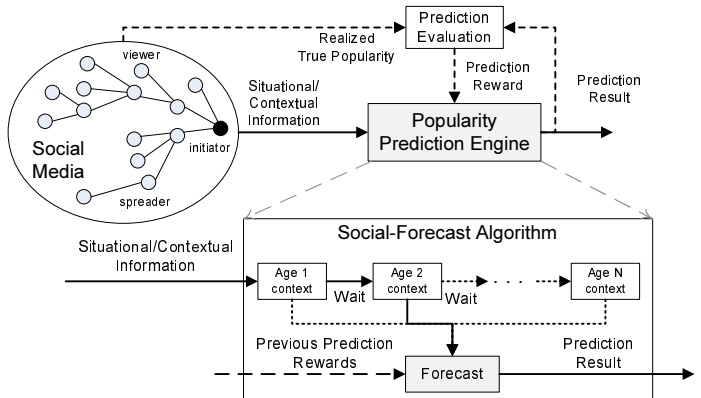 Prediction
Evaluation
viewer
Realized
True Popularity
Prediction
Reward
Situational/
Contextual
Information
Prediction
Result
Popularity
Prediction Engine
Social
Media
initiator
spreader
Social-Forecast Algorithm
Situational/Contextual
Information
Age 1
context
Wait
Age 2
context
Wait
. . .
Age N
context
Previous Prediction
Rewards
Forecast
Prediction
Result